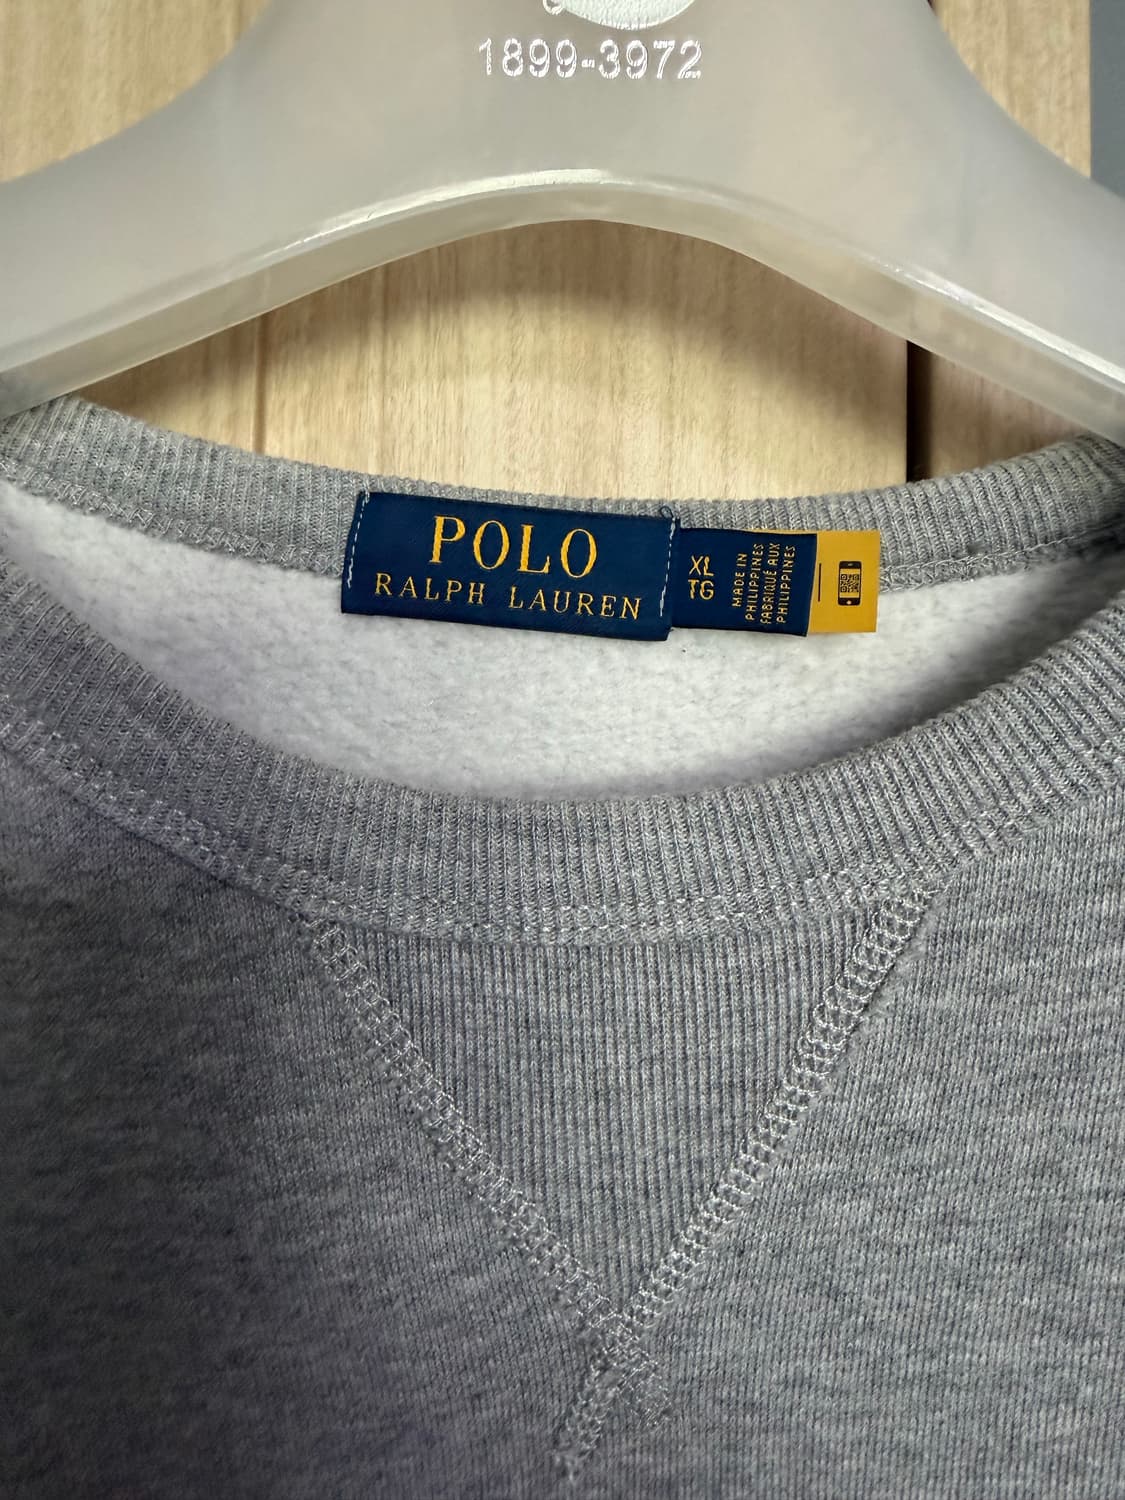 1899-3972
POLO
RALPH LAUREN
XL
TG
MADE IN
PHILIPPINES
FABRIQUÉ AUX
PHILIPPINES